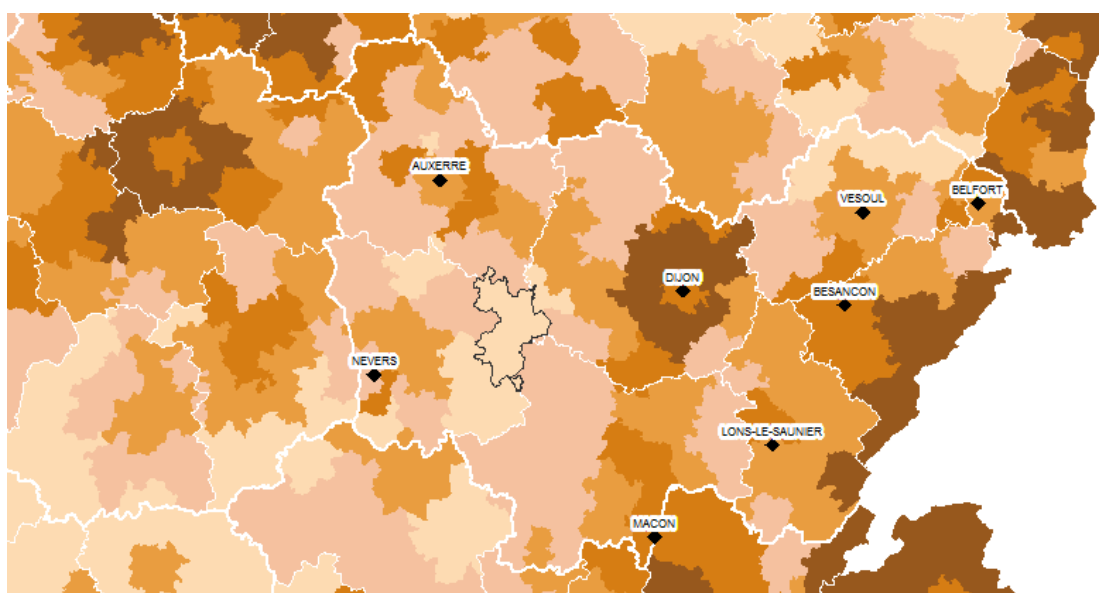 AUXERRE
BELFORT
VESOUL
DIJON
BESANCON
NEVERS
LONS-LE-SAUNIER
MACON